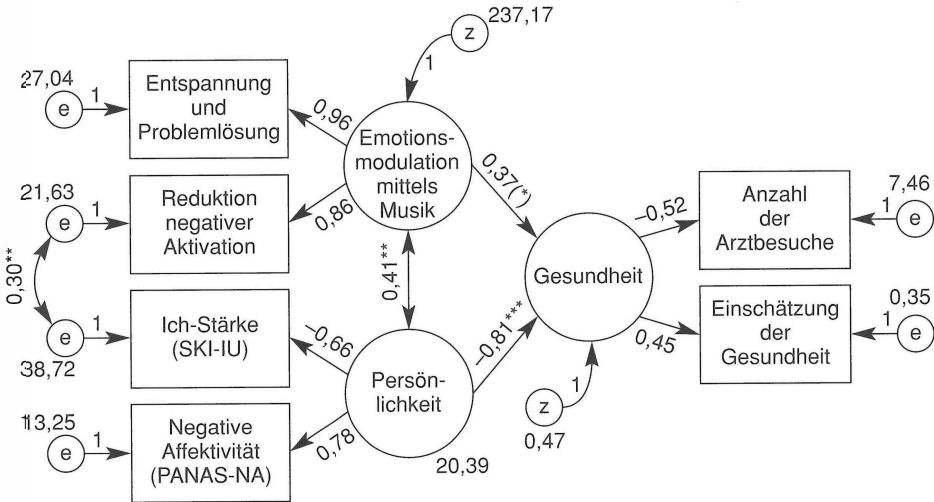 237,17
z
1
27,04
e
1
Entspannung
und
Problemlösung
0,96
Emotions-
modulation
mittels
Musik
0,37(*)
21,63
e
1
Reduktion
negativer
Aktivation
0,86
Anzahl
der
Arztbesuche
–0,52
7,46
1
e
0,30**
0,41**
Gesundheit
e
38,72
1
Ich-Stärke
(SKI-IU)
–0,66
–0,81***
0,45
Einschätzung
der
Gesundheit
0,35
1
e
Persön-
lichkeit
20,39
z
1
0,47
13,25
e
1
Negative
Affektivität
(PANAS-NA)
0,78